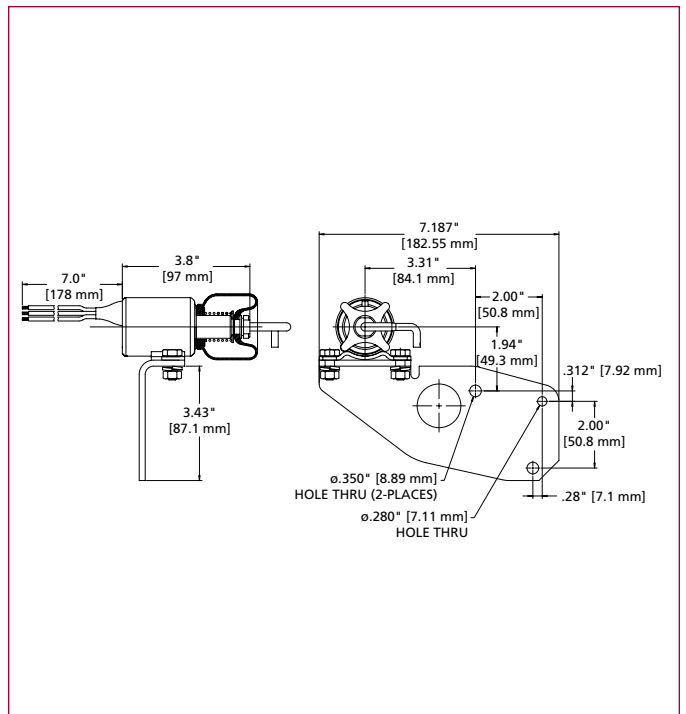 7.187"
[182.55 mm]
3.8"
[97 mm]
3.31"
[84.1 mm]
7.0"
[178 mm]
2.00"
[50.8 mm]
1.94"
[49.3 mm]
.312" [7.92 mm]
3.43"
[87.1 mm]
2.00"
[50.8 mm]
ø.350" [8.89 mm]
HOLE THRU (2-PLACES)
.28" [7.1 mm]
ø.280" [7.11 mm]
HOLE THRU